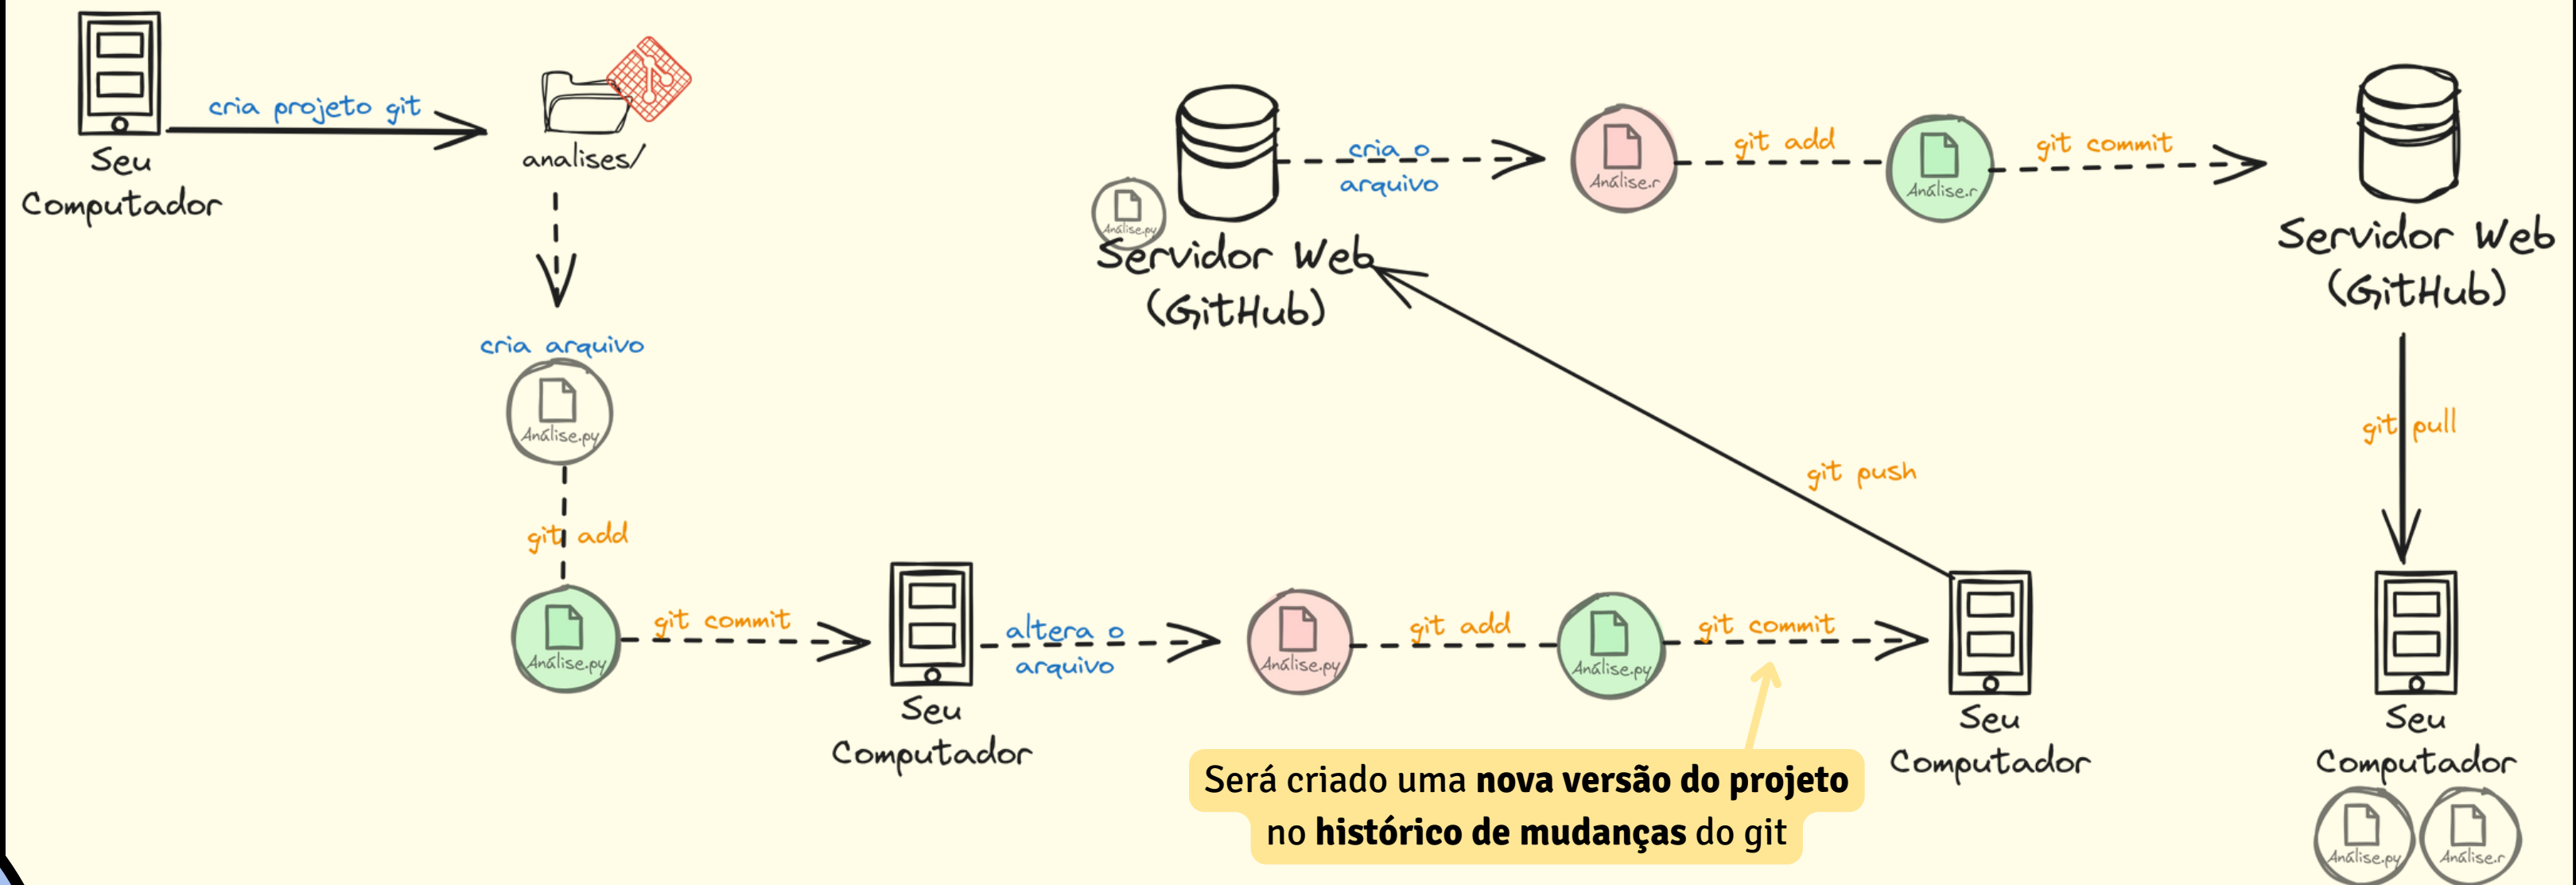 cria projeto git
Seu
Computador
analises/
cria arquivo
Análise.py
git add
Análise.py
git commit
Seu
Computador
altera o
arquivo
Análise.py
git add
Análise.py
git commit
Será criado uma nova versão do projeto
no histórico de mudanças do git
Seu
Computador
git push
Análise.py
Servidor Web
(GitHub)
cria o
arquivo
Análise.r
git add
Análise.r
git commit
Servidor Web
(GitHub)
git pull
Seu
Computador
Análise.py
Análise.r